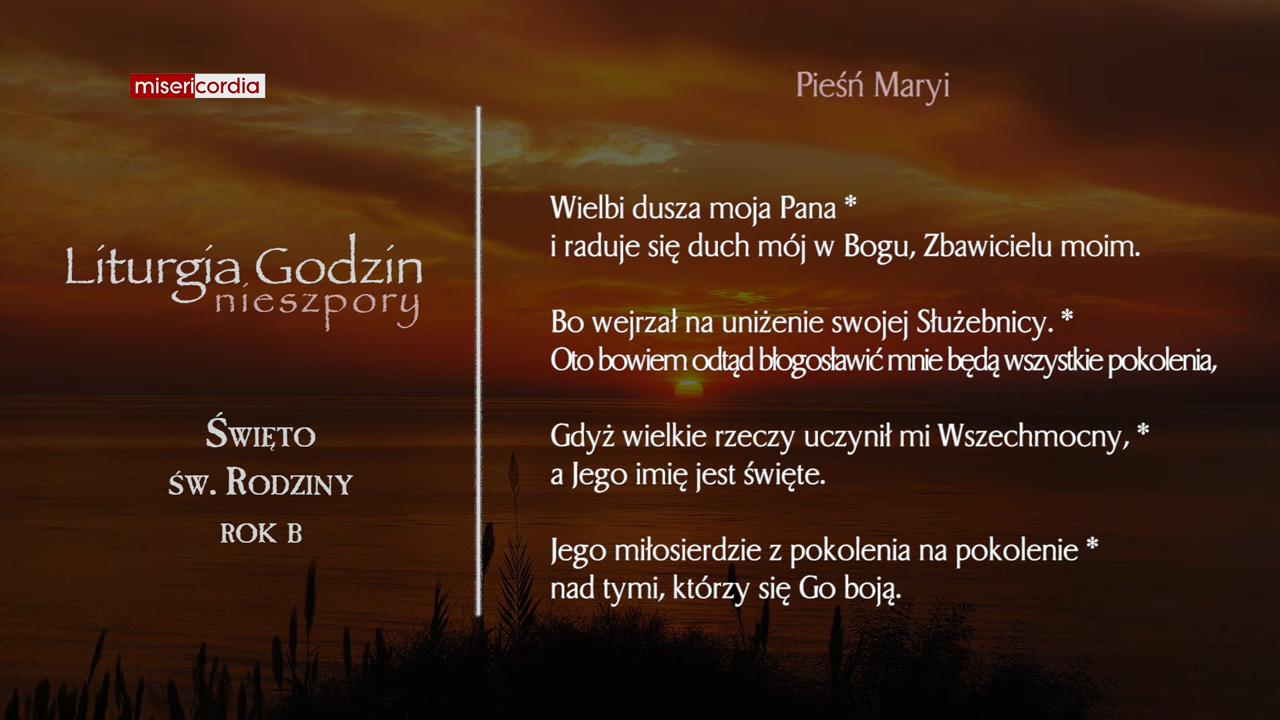 misericordia
Liturgia Godzin
nieszpory
Święto
św. Rodziny
rok B
Pieśń Maryi
Wielbi dusza moja Pana *
i raduje się duch mój w Bogu, Zbawicielu moim.
Bo wejrzał na uniżenie swojej Służebnicy. *
Oto bowiem odtąd błogosławić mnie będą wszystkie pokolenia,
Gdyż wielkie rzeczy uczynił mi Wszechmocny, *
a Jego imię jest święte.
Jego miłosierdzie z pokolenia na pokolenie *
nad tymi, którzy się Go boją.